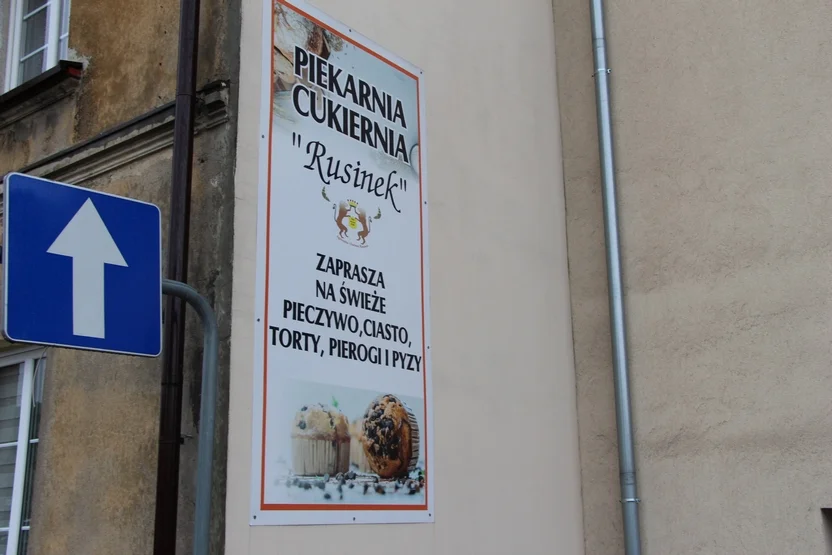 PIEKARNIA
CUKIERNIA
"Rusinek"
ZAPRASZA
NA ŚWIEŻE
PIECZYWO,CIASTO,
TORTY, PIEROGI I PYZY